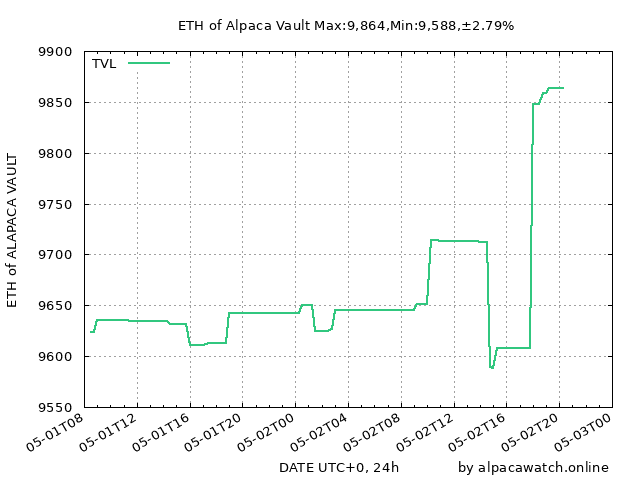 ETH of Alpaca Vault Max:9,864,Min:9,588,±2.79%
TVL
9900
9850
9800
9750
9700
9650
9600
9550
ETH of ALAPACA VAULT
05-01T08
05-01T12
05-01T16
05-01T20
05-02T00
05-02T04
05-02T08
05-02T12
05-02T16
05-02T20
05-03T00
DATE UTC+0, 24h
by alpacawatch.online